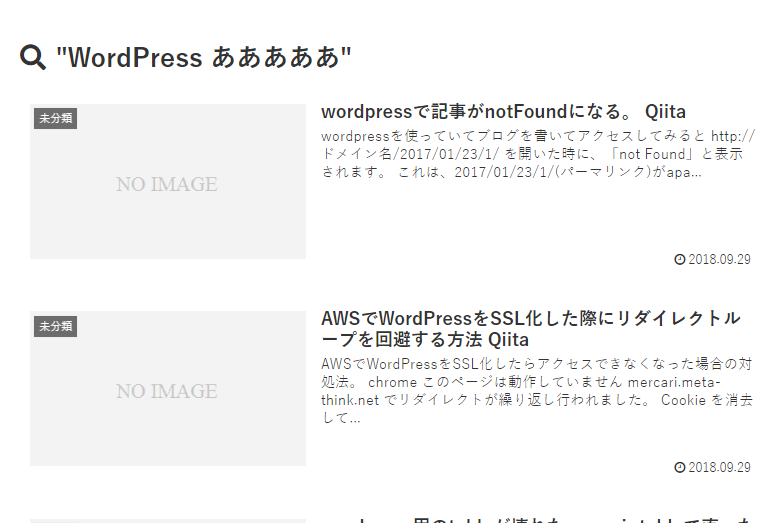 "WordPress あああああ"
未分類
NO IMAGE
wordpressで記事がnotFoundになる。 Qiita
wordpressを使っていてブログを書いてアクセスしてみると http://
ドメイン名/2017/01/23/1/ を開いた時に、「not Found」と表示
されます。 これは、2017/01/23/1/(パーマリンク)がapa...
2018.09.29
未分類
NO IMAGE
AWSでWordPressをSSL化した際にリダイレクトル
ープを回避する方法 Qiita
AWSでWordPressをSSL化したらアクセスできなくなった場合の対
処法。 chrome このページは動作していません mercari.meta-
think.net でリダイレクトが繰り返し行われました。 Cookie を消去
して...
2018.09.29